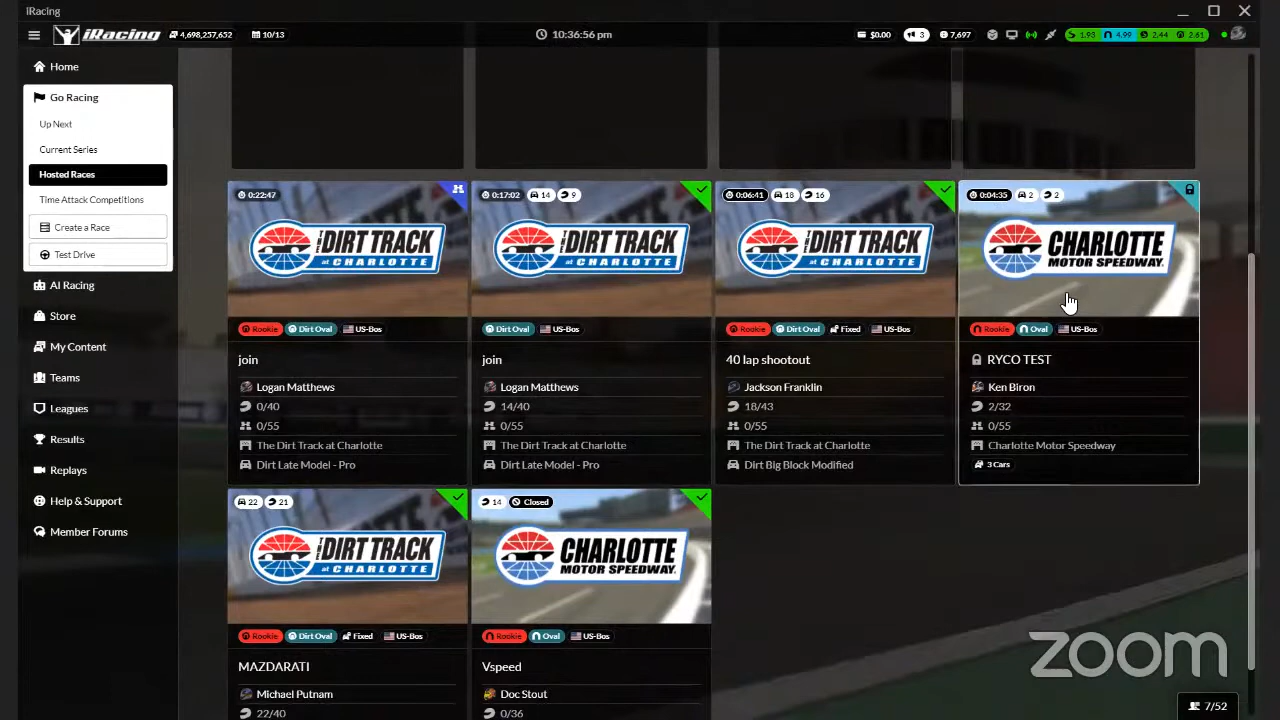 iRacing
iRacing 4,698,257,652 10/13 10:36:56 pm $0.00 3 7,697 1.93 4.99 2.44 2.61
Home
Go Racing
Up Next
Current Series
Hosted Races
Time Attack Competitions
Create a Race
Test Drive
AI Racing
Store
My Content
Teams
Leagues
Results
Replays
Help & Support
Member Forums
0:22:47
THE DIRT TRACK
at CHARLOTTE
Rookie Dirt Oval US-Bos
join
Logan Matthews
0/40
0/55
The Dirt Track at Charlotte
Dirt Late Model - Pro
0:17:02 14 9
THE DIRT TRACK
at CHARLOTTE
Dirt Oval US-Bos
join
Logan Matthews
14/40
0/55
The Dirt Track at Charlotte
Dirt Late Model - Pro
0:06:41 18 16
THE DIRT TRACK
at CHARLOTTE
Rookie Dirt Oval Fixed US-Bos
40 lap shootout
Jackson Franklin
18/43
0/55
The Dirt Track at Charlotte
Dirt Big Block Modified
0:04:35 2 2
CHARLOTTE
MOTOR SPEEDWAY
Rookie Oval US-Bos
RYCO TEST
Ken Biron
2/32
0/55
Charlotte Motor Speedway
3 Cars
22 21
THE DIRT TRACK
at CHARLOTTE
Rookie Dirt Oval Fixed US-Bos
MAZDARATI
Michael Putnam
22/40
14 Closed
CHARLOTTE
MOTOR SPEEDWAY
Rookie Oval US-Bos
Vspeed
Doc Stout
0/36
zoom
7/52